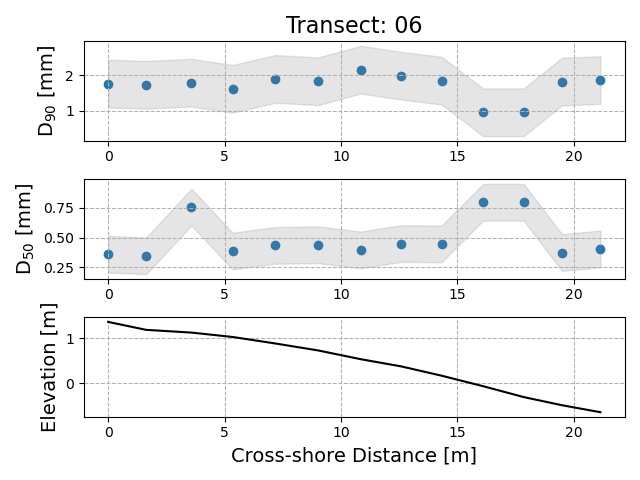 Transect: 06
D₉₀ [mm]
2
1
0 5 10 15 20
D₅₀ [mm]
0.75
0.50
0.25
0 5 10 15 20
Elevation [m]
1
0
0 5 10 15 20
Cross-shore Distance [m]